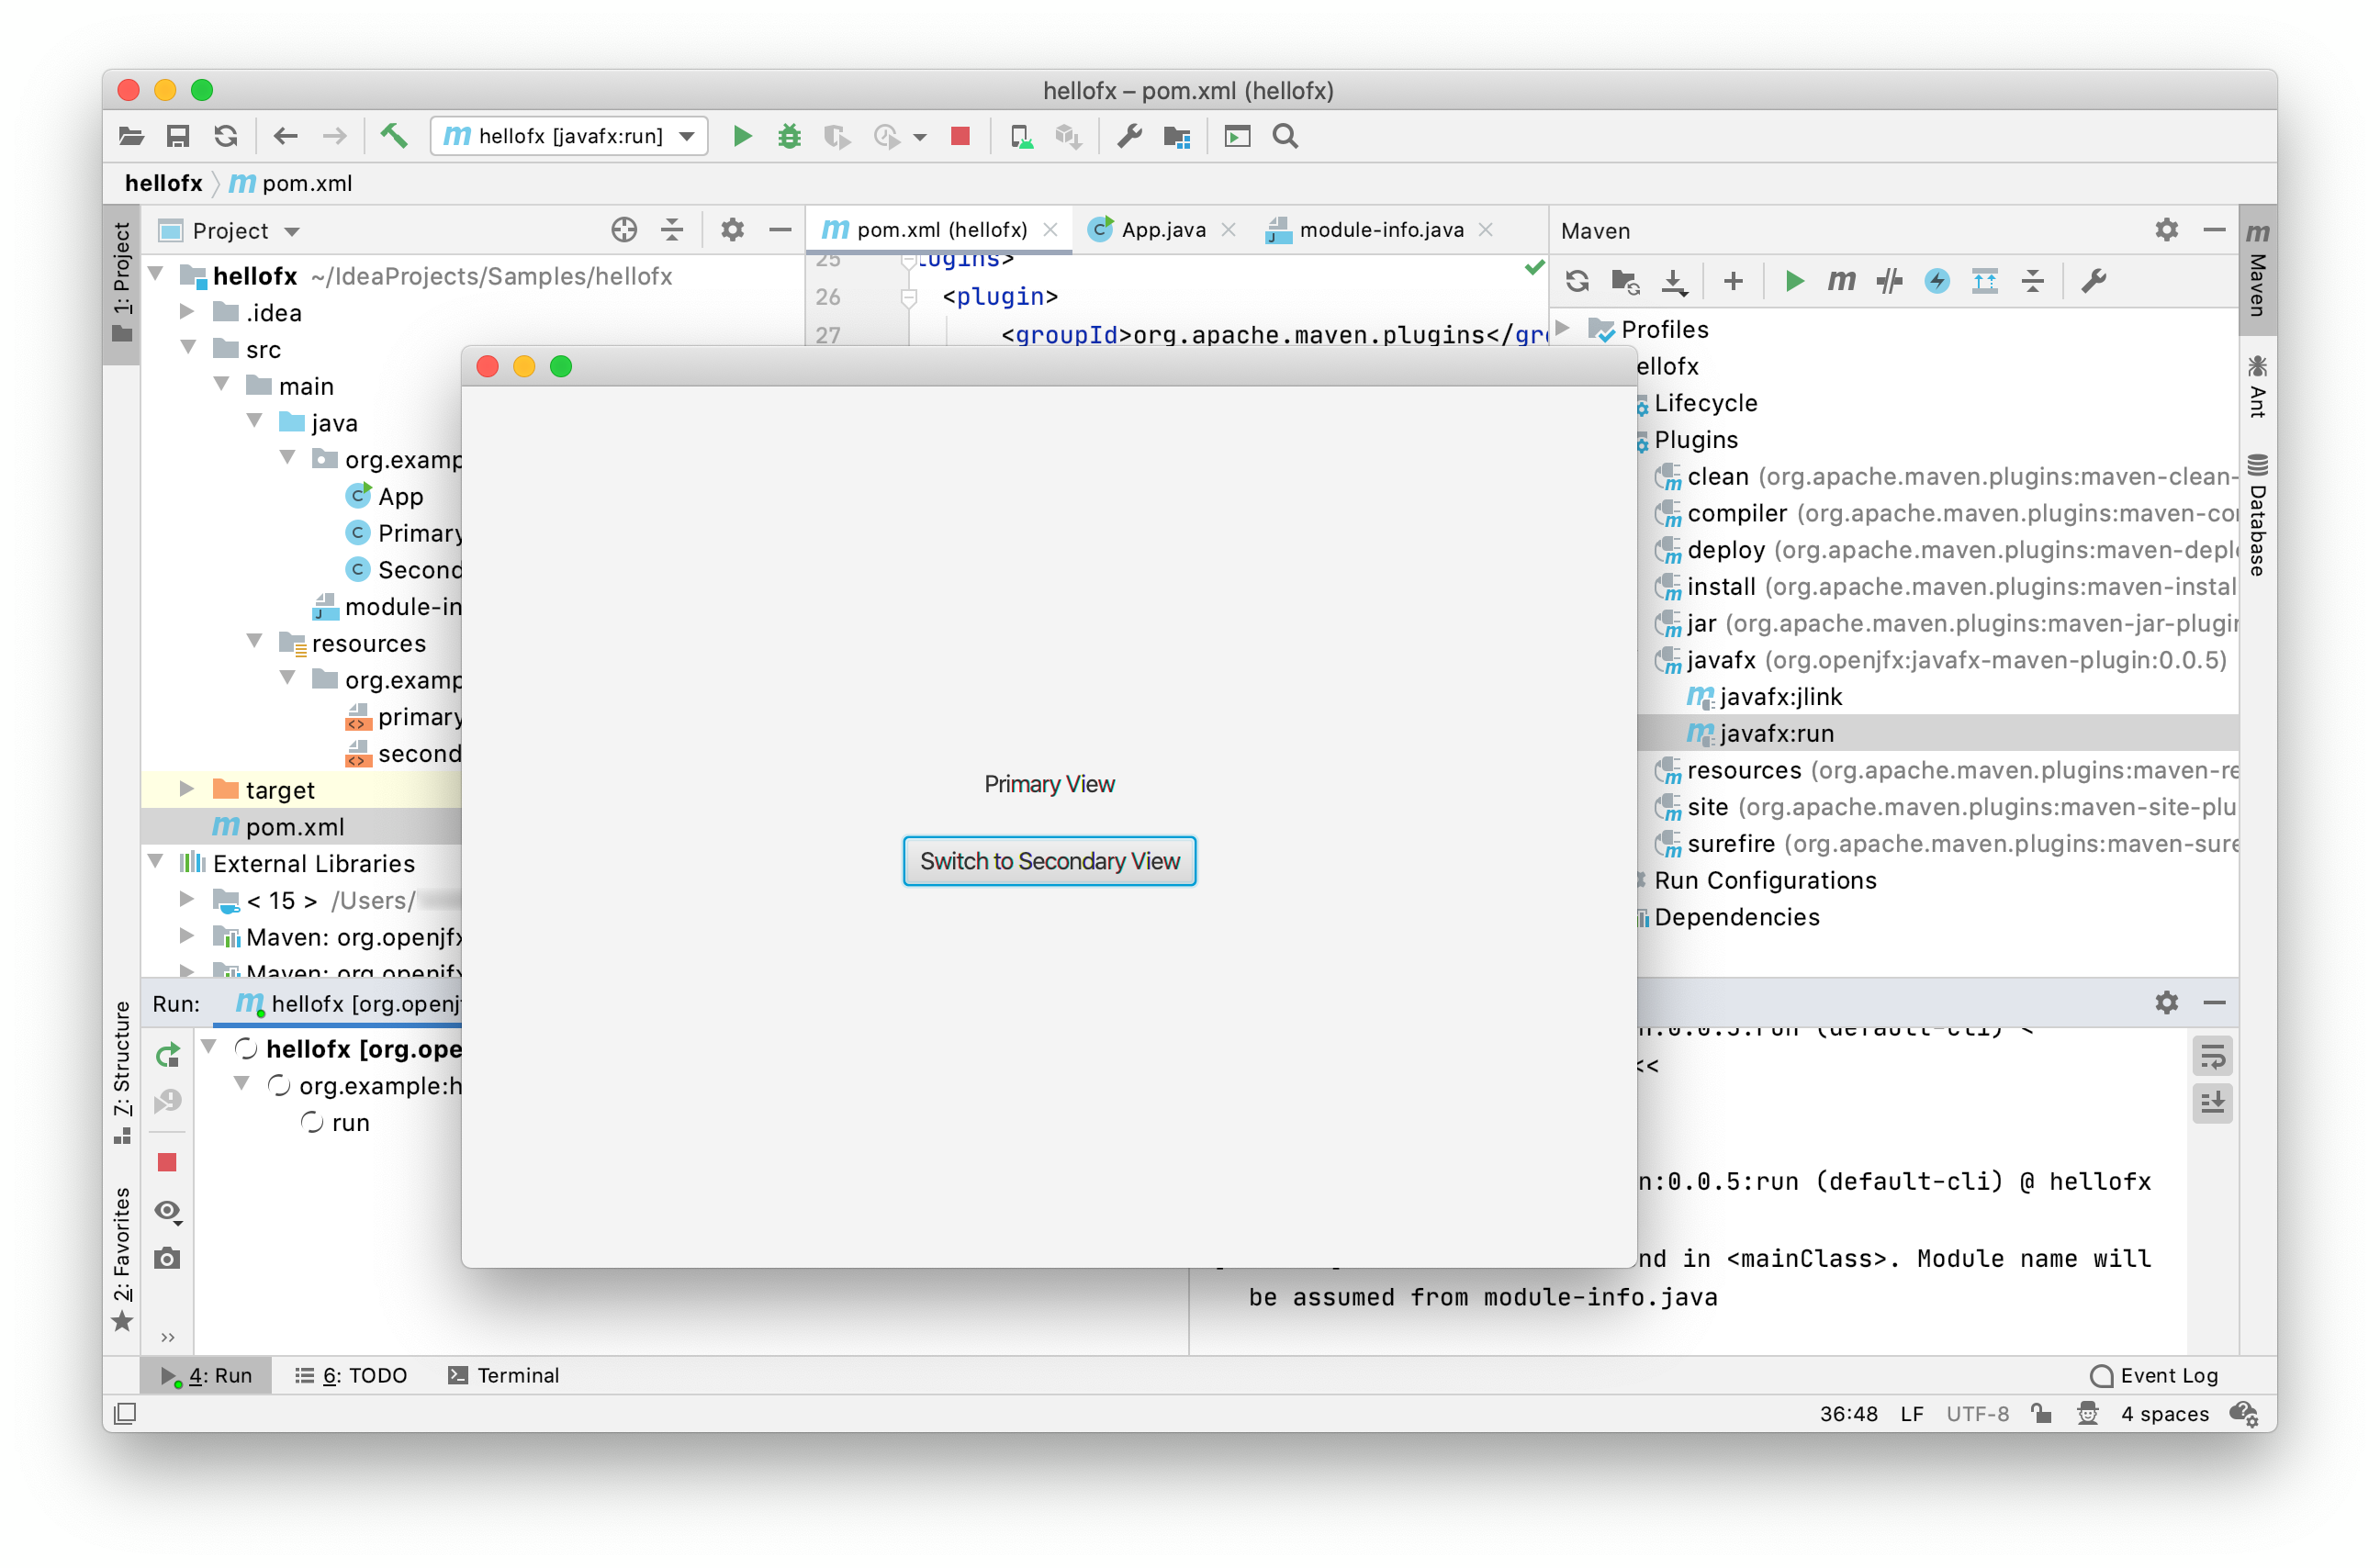 hellofx – pom.xml (hellofx)
hellofx [javafx:run]
hellofx
pom.xml
1: Project
Project
hellofx ~/IdeaProjects/Samples/hellofx
.idea
src
main
java
org.examp
App
Primary
Second
module-in
resources
org.examp
primary
second
target
pom.xml
External Libraries
< 15 > /Users/
Maven: org.openjfx
Maven: org.openjfx
pom.xml (hellofx)
App.java
module-info.java
25 lugins>
26 <plugin>
27 <groupId>org.apache.maven.plugins</gro
Primary View
Switch to Secondary View
Maven
Profiles
ellofx
Lifecycle
Plugins
clean (org.apache.maven.plugins:maven-clean-
compiler (org.apache.maven.plugins:maven-co
deploy (org.apache.maven.plugins:maven-depl
install (org.apache.maven.plugins:maven-instal
jar (org.apache.maven.plugins:maven-jar-plugi
javafx (org.openjfx:javafx-maven-plugin:0.0.5)
javafx:jlink
javafx:run
resources (org.apache.maven.plugins:maven-re
site (org.apache.maven.plugins:maven-site-plu
surefire (org.apache.maven.plugins:maven-sure
Run Configurations
Dependencies
Maven
Ant
Database
7: Structure
2: Favorites
Run:
hellofx [org.openj
hellofx [org.ope
org.example:h
run
n:0.0.5:run (default-cli) <
<<
n:0.0.5:run (default-cli) @ hellofx
nd in <mainClass>. Module name will
be assumed from module-info.java
4: Run
6: TODO
Terminal
Event Log
36:48
LF
UTF-8
4 spaces